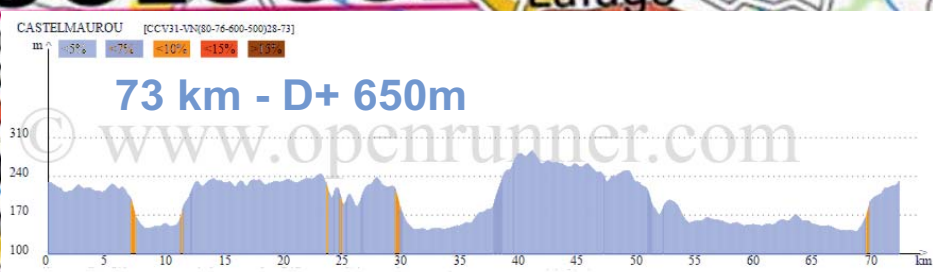 CASTELMAUROU [CCV31-VN(80-76-600-500)28-73]
m <5% <7% <10% <15% >15%
73 km - D+ 650m
© www.openrunner.com
310
240
170
100
0 5 10 15 20 25 30 35 40 45 50 55 60 65 70 km